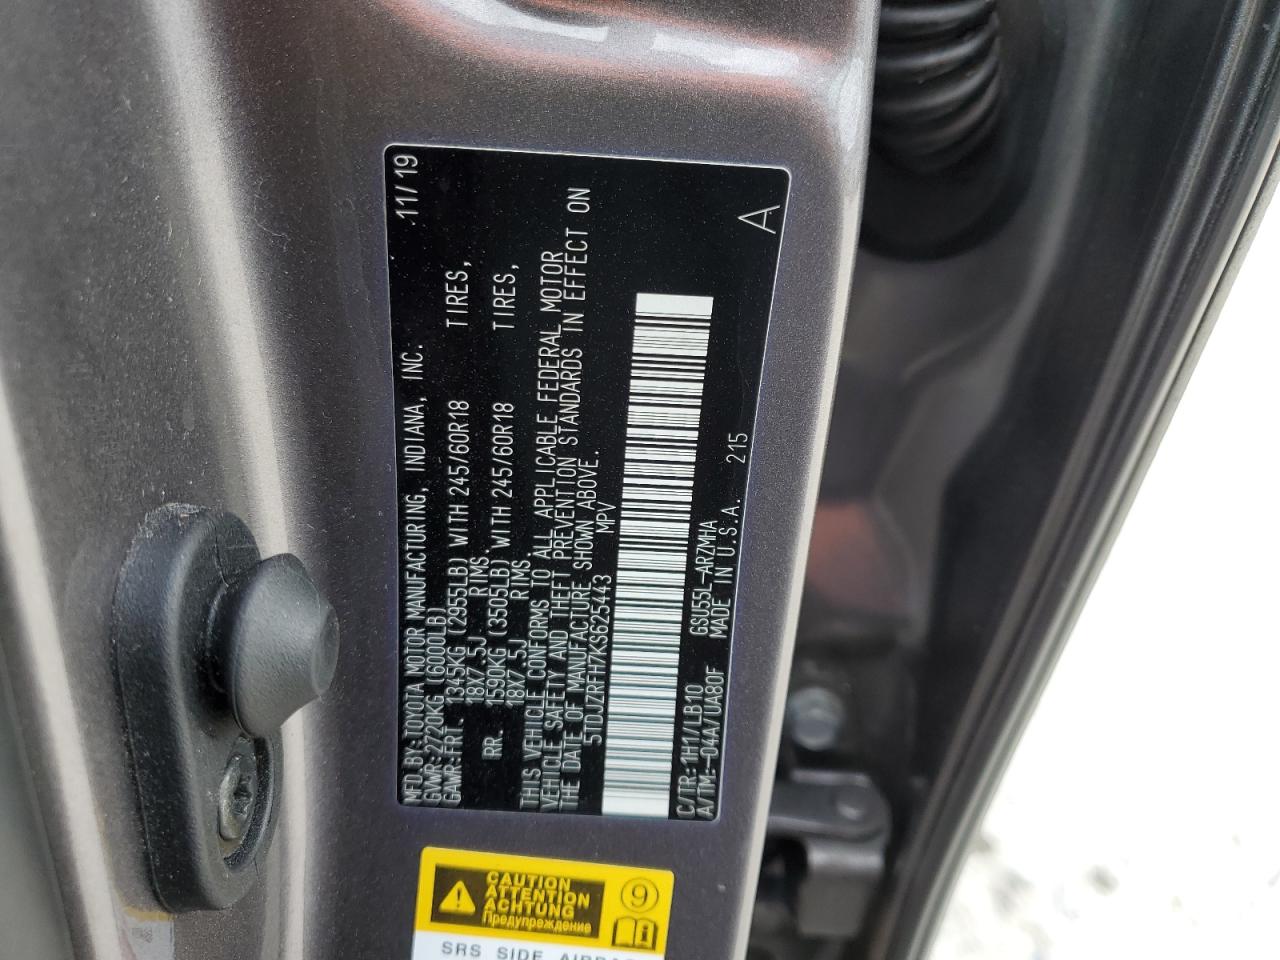 MFD.BY:TOYOTA MOTOR MANUFACTURING, INDIANA, INC. 11/19
GVWR:2720KG (6000LB)
GAWR:FRT. 1345KG (2955LB) WITH 245/60R18 TIRES,
18X7.5J RIMS.
RR. 1590KG (3505LB) WITH 245/60R18 TIRES,
18X7.5J RIMS.
THIS VEHICLE CONFORMS TO ALL APPLICABLE FEDERAL MOTOR
VEHICLE SAFETY AND THEFT PREVENTION STANDARDS IN EFFECT ON
THE DATE OF MANUFACTURE SHOWN ABOVE.
5TDJZRFH7KS625443 MPV
C/TR:1H1/LB10 GSU55L-ARZMHA
A/TM:-04A/UA80F MADE IN U.S.A. 215
A
CAUTION
ATTENTION
ACHTUNG
Предупреждение
9
SRS SIDE